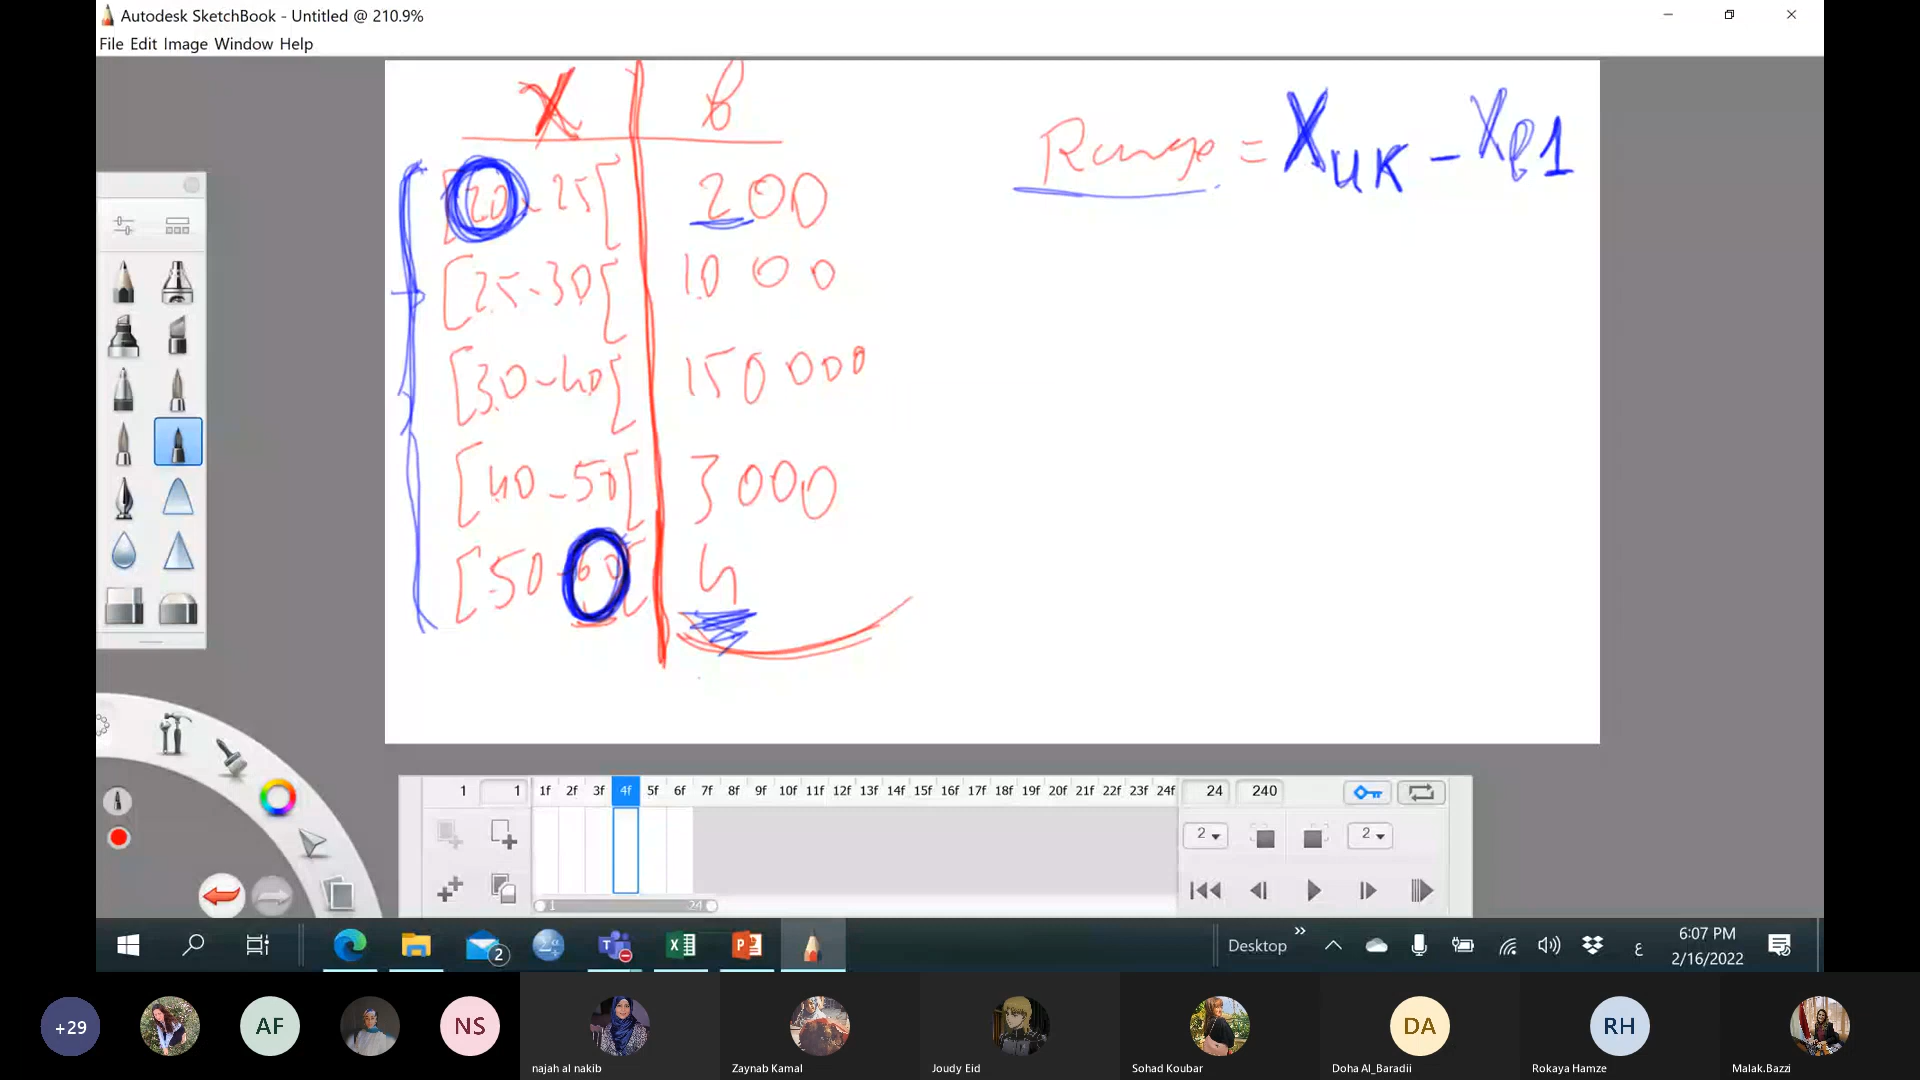 Autodesk SketchBook - Untitled @ 210.9%
File Edit Image Window Help
X
[20-25[ 200
[25-30[ 1000
[30-40[ 150000
[40-50[ 3000
[50-60[ 4
Range = XUK - Xl1
1 1 1f 2f 3f 4f 5f 6f 7f 8f 9f 10f 11f 12f 13f 14f 15f 16f 17f 18f 19f 20f 21f 22f 23f 24f 24 240
2 2
1 24
2 Desktop ع 6:07 PM
2/16/2022
+29 AF NS DA RH
najah al nakib Zaynab Kamal Joudy Eid Sohad Koubar Doha Al_Baradii Rokaya Hamze Malak.Bazzi